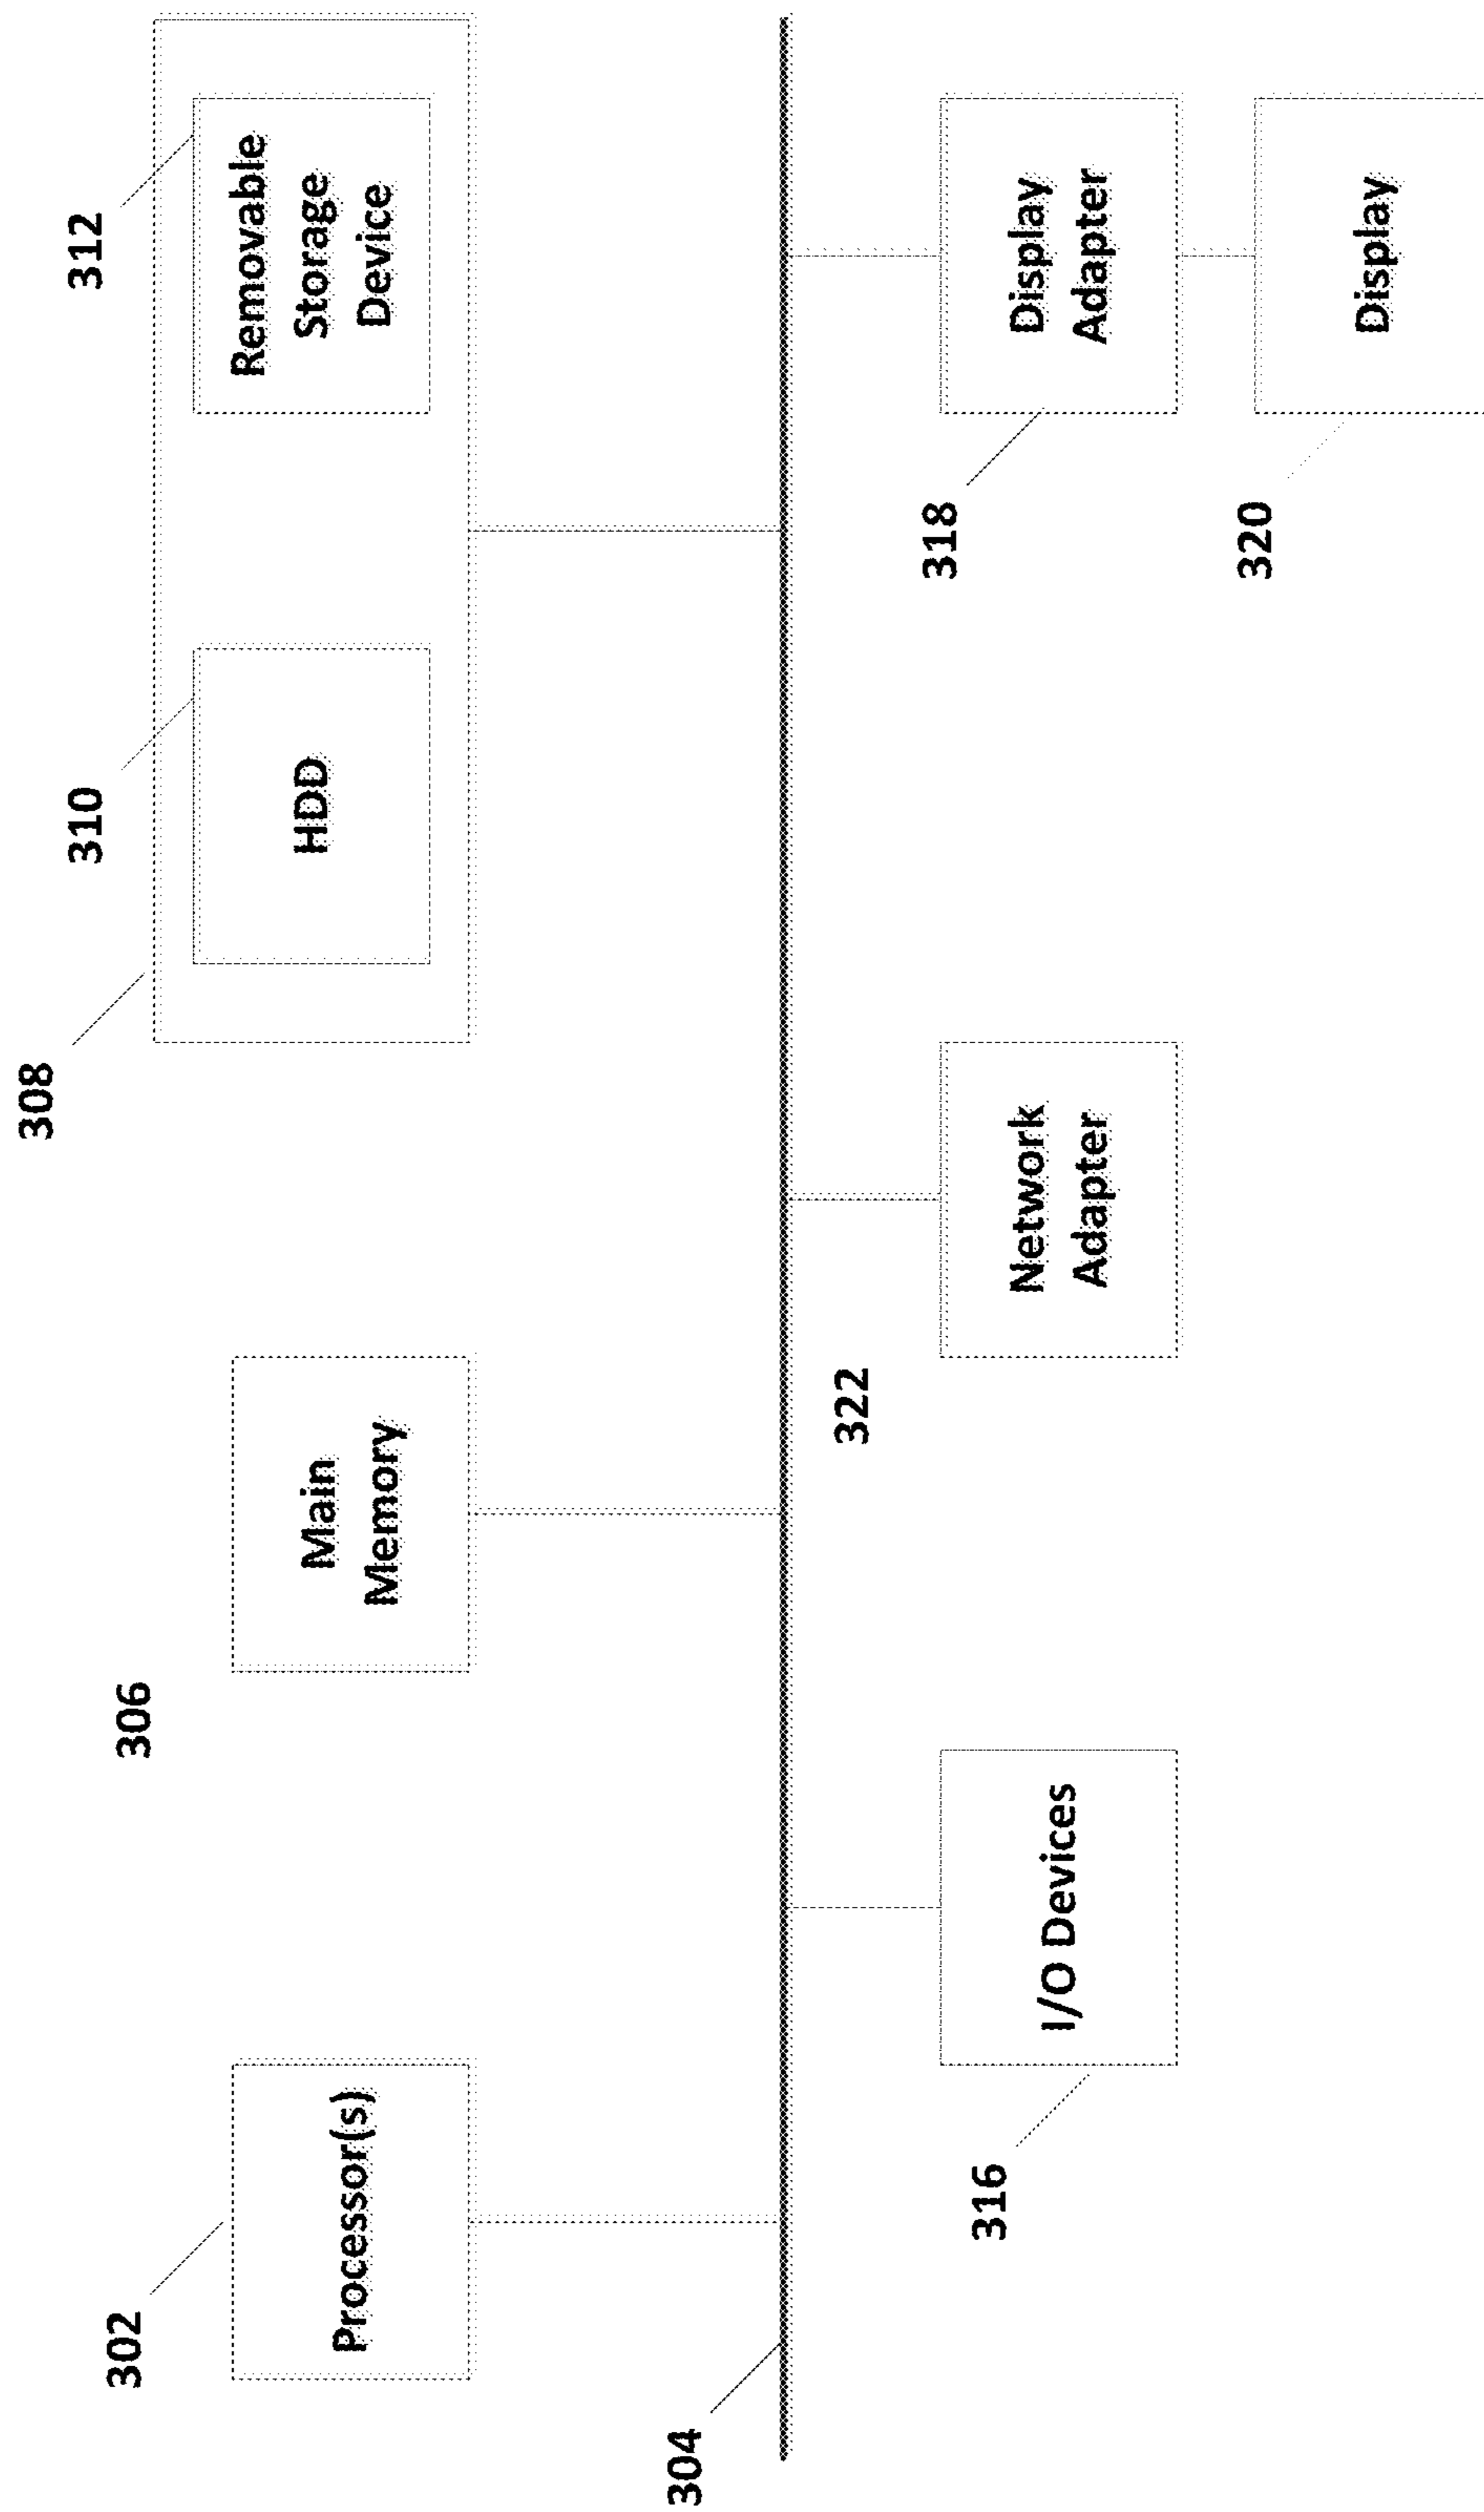 308
310
312
306
302
HDD
Removable
Storage
Device
Main
Memory
Processor(s)
304
322
318
320
316
I/O Devices
Network
Adapter
Display
Adapter
Display